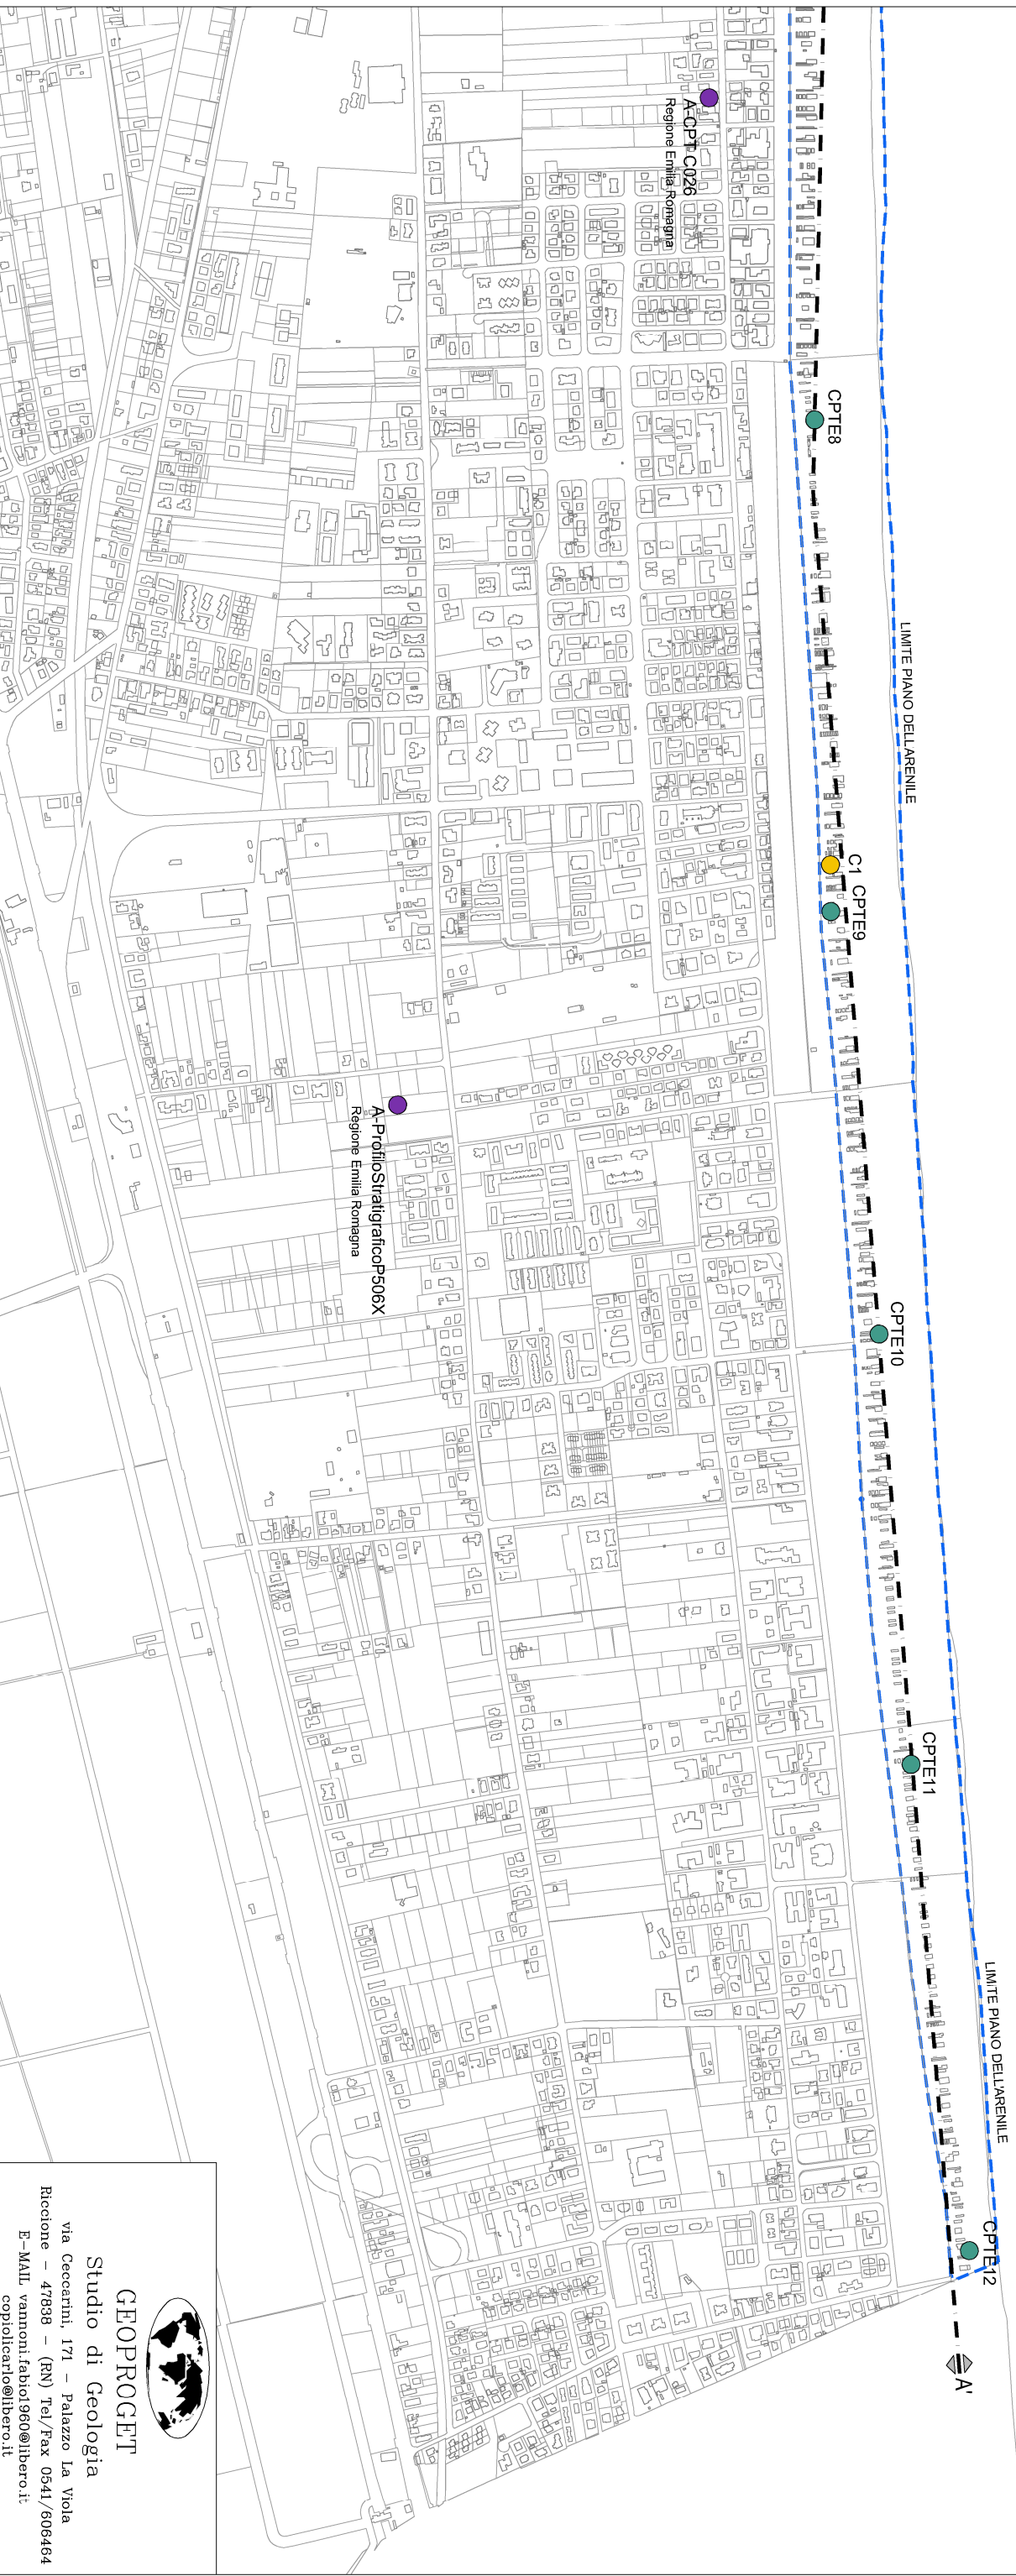 A-CPT C026
Regione Emilia Romagna
CPTE8
LIMITE PIANO DELLARENILE
C1
CPTE9
A-ProfiloStratigraficoP506X
Regione Emilia Romagna
CPTE10
CPTE11
LIMITE PIANO DELL'ARENILE
CPTE12
A'
GEOPROGET
Studio di Geologia
via Ceccarini, 171 – Palazzo La Viola
Riccione – 47838 – (RN) Tel/Fax 0541/606464
E-MAIL vannoni.fabio1960@libero.it
copiolicarlo@libero.it